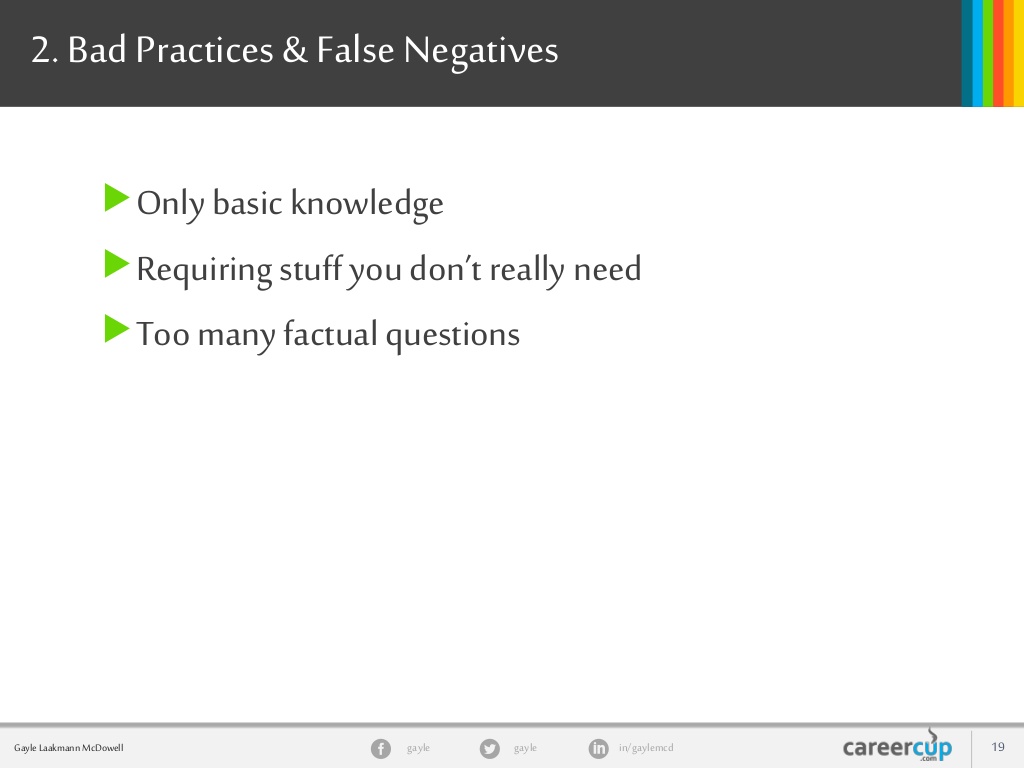 2. Bad Practices & False Negatives
Only basic knowledge
Requiring stuff you don’t really need
Too many factual questions
Gayle Laakmann McDowell
gayle
gayle
in/gaylemcd
careercup
.com
19